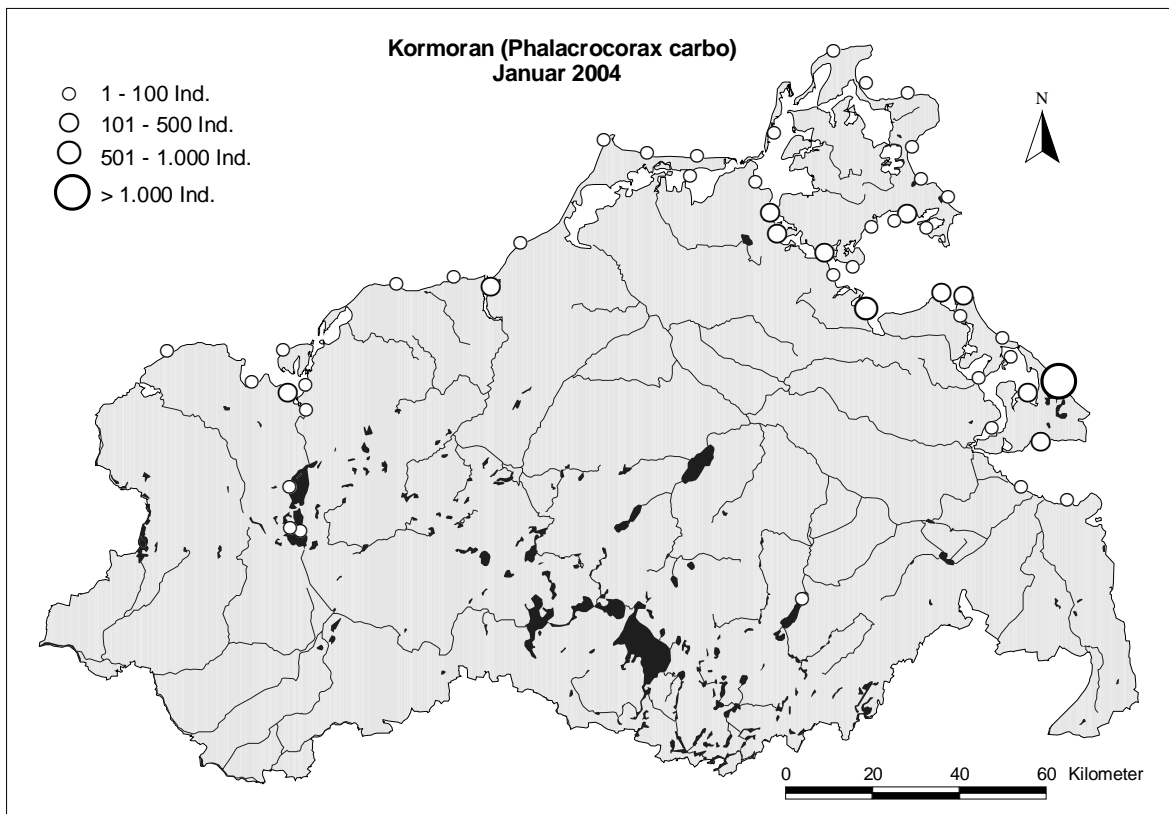 Kormoran (Phalacrocorax carbo)
Januar 2004
1 - 100 Ind.
101 - 500 Ind.
501 - 1.000 Ind.
> 1.000 Ind.
N
0 20 40 60 Kilometer